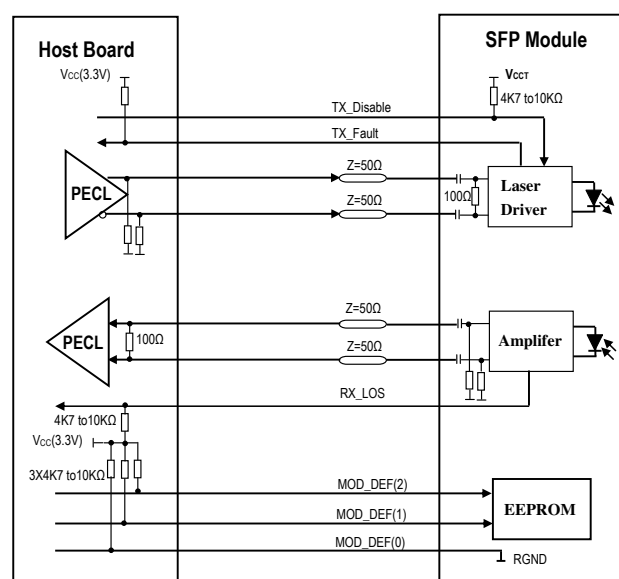 Host Board
SFP Module
Vcc(3.3V)
VCCT
4K7 to10KΩ
TX_Disable
TX_Fault
Z=50Ω
PECL
100Ω
Laser
Driver
Z=50Ω
Z=50Ω
PECL
100Ω
Amplifer
Z=50Ω
RX_LOS
4K7 to10KΩ
Vcc(3.3V)
3X4K7 to10KΩ
MOD_DEF(2)
EEPROM
MOD_DEF(1)
MOD_DEF(0)
RGND